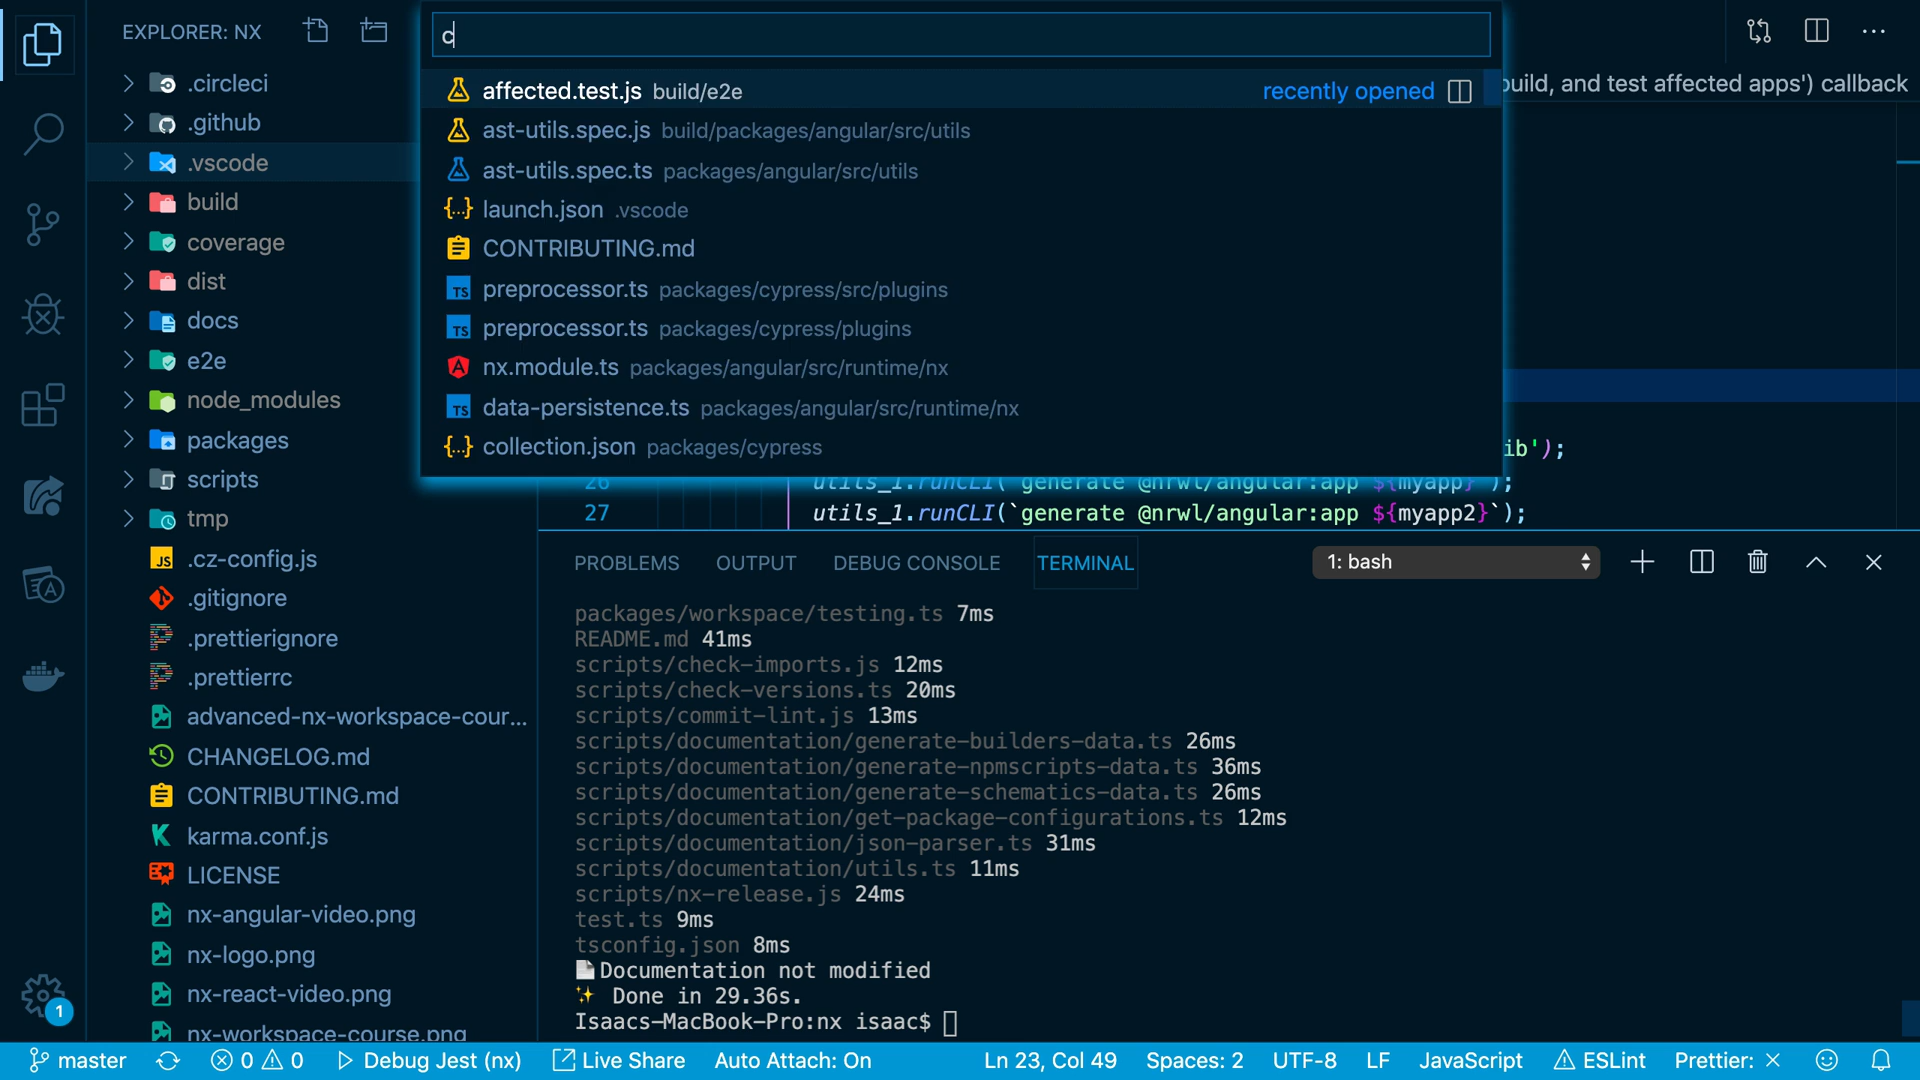 EXPLORER: NX
.circleci
.github
.vscode
build
coverage
dist
docs
e2e
node_modules
packages
scripts
tmp
.cz-config.js
.gitignore
.prettierignore
.prettierrc
advanced-nx-workspace-cour...
CHANGELOG.md
CONTRIBUTING.md
karma.conf.js
LICENSE
nx-angular-video.png
nx-logo.png
nx-react-video.png
nx-workspace-course.png
1
c
affected.test.js build/e2e recently opened
ast-utils.spec.js build/packages/angular/src/utils
ast-utils.spec.ts packages/angular/src/utils
{...} launch.json .vscode
CONTRIBUTING.md
TS preprocessor.ts packages/cypress/src/plugins
TS preprocessor.ts packages/cypress/plugins
nx.module.ts packages/angular/src/runtime/nx
TS data-persistence.ts packages/angular/src/runtime/nx
{...} collection.json packages/cypress
uild, and test affected apps') callback
ib');
26 utils_1.runCLI(`generate @nrwl/angular:app ${myapp}`);
27 utils_1.runCLI(`generate @nrwl/angular:app ${myapp2}`);
PROBLEMS OUTPUT DEBUG CONSOLE TERMINAL 1: bash
packages/workspace/testing.ts 7ms
README.md 41ms
scripts/check-imports.js 12ms
scripts/check-versions.ts 20ms
scripts/commit-lint.js 13ms
scripts/documentation/generate-builders-data.ts 26ms
scripts/documentation/generate-npmscripts-data.ts 36ms
scripts/documentation/generate-schematics-data.ts 26ms
scripts/documentation/get-package-configurations.ts 12ms
scripts/documentation/json-parser.ts 31ms
scripts/documentation/utils.ts 11ms
scripts/nx-release.js 24ms
test.ts 9ms
tsconfig.json 8ms
📄Documentation not modified
✨ Done in 29.36s.
Isaacs-MacBook-Pro:nx isaac$
master 0 0 Debug Jest (nx) Live Share Auto Attach: On Ln 23, Col 49 Spaces: 2 UTF-8 LF JavaScript ESLint Prettier: ×